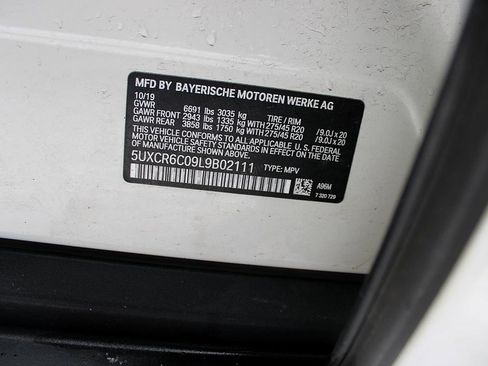 MFD BY BAYERISCHE MOTOREN WERKE AG
10/19
GVWR 6691 lbs 3035 kg TIRE / RIM
GAWR FRONT 2943 lbs 1335 kg WITH 275/45 R20 /9.0J x 20
GAWR REAR 3858 lbs 1750 kg WITH 275/45 R20 /9.0J x 20
THIS VEHICLE CONFORMS TO ALL APPLICABLE U.S. FEDERAL
MOTOR VEHICLE SAFETY STANDARDS IN EFFECT ON THE
DATE OF MANUFACTURE SHOWN ABOVE.
5UXCR6C09L9B02111 TYPE: MPV
A96M
7 320 729